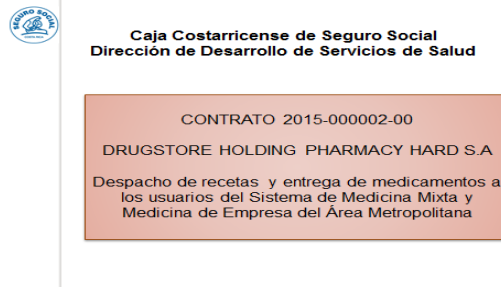 SEGURO SOCIAL
Caja Costarricense de Seguro Social
Dirección de Desarrollo de Servicios de Salud
CONTRATO 2015-000002-00
DRUGSTORE HOLDING PHARMACY HARD S.A
Despacho de recetas y entrega de medicamentos a
los usuarios del Sistema de Medicina Mixta y
Medicina de Empresa del Área Metropolitana